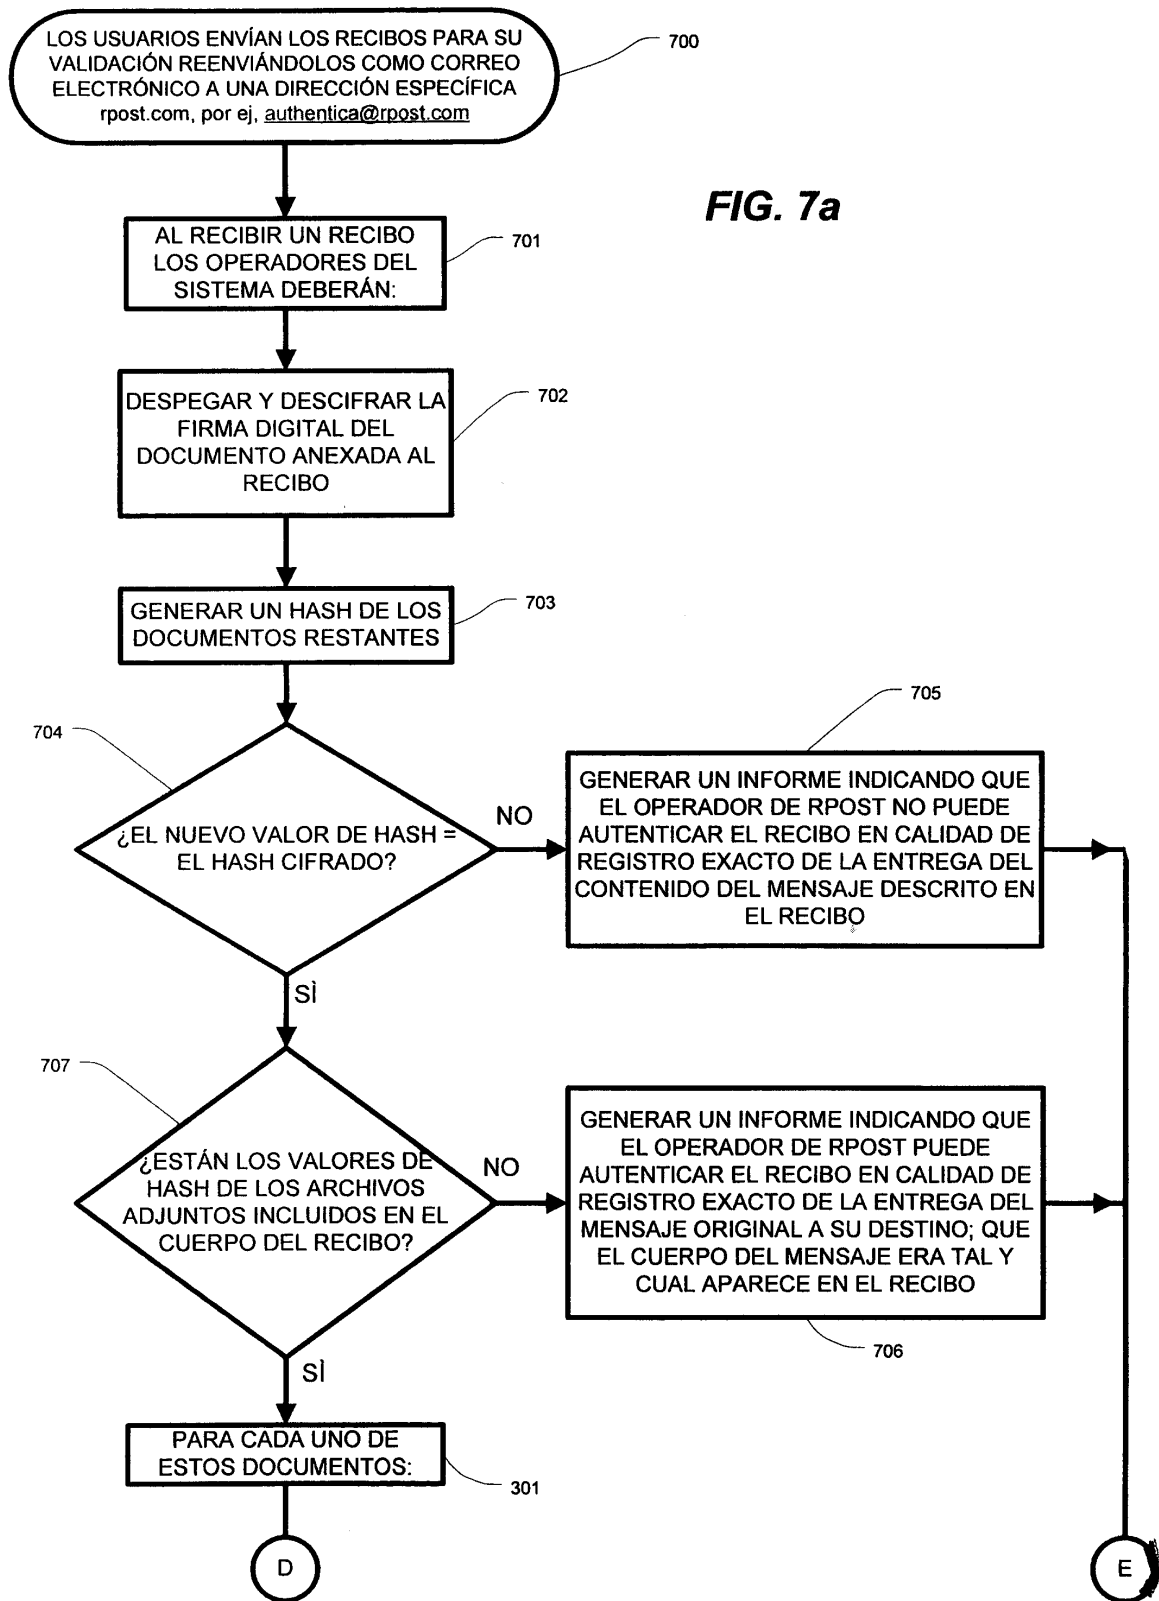 LOS USUARIOS ENVÍAN LOS RECIBOS PARA SU
VALIDACIÓN REENVIÁNDOLOS COMO CORREO
ELECTRÓNICO A UNA DIRECCIÓN ESPECÍFICA
rpost.com, por ej, authentica@rpost.com
700
FIG. 7a
AL RECIBIR UN RECIBO
LOS OPERADORES DEL
SISTEMA DEBERÁN:
701
DESPEGAR Y DESCIFRAR LA
FIRMA DIGITAL DEL
DOCUMENTO ANEXADA AL
RECIBO
702
GENERAR UN HASH DE LOS
DOCUMENTOS RESTANTES
703
704
¿EL NUEVO VALOR DE HASH =
EL HASH CIFRADO?
NO
705
GENERAR UN INFORME INDICANDO QUE
EL OPERADOR DE RPOST NO PUEDE
AUTENTICAR EL RECIBO EN CALIDAD DE
REGISTRO EXACTO DE LA ENTREGA DEL
CONTENIDO DEL MENSAJE DESCRITO EN
EL RECIBO
SÌ
707
¿ESTÁN LOS VALORES DE
HASH DE LOS ARCHIVOS
ADJUNTOS INCLUIDOS EN EL
CUERPO DEL RECIBO?
NO
GENERAR UN INFORME INDICANDO QUE
EL OPERADOR DE RPOST PUEDE
AUTENTICAR EL RECIBO EN CALIDAD DE
REGISTRO EXACTO DE LA ENTREGA DEL
MENSAJE ORIGINAL A SU DESTINO; QUE
EL CUERPO DEL MENSAJE ERA TAL Y
CUAL APARECE EN EL RECIBO
706
SÌ
PARA CADA UNO DE
ESTOS DOCUMENTOS:
301
D
E